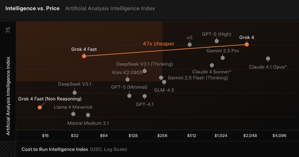 Intelligence vs. Price Artificial Analysis Intelligence Index
75
Artificial Analysis Intelligence Index
GPT-5 (High)
o3
Grok 4
47x cheaper
Grok 4 Fast
Gemini 2.5 Pro
DeepSeek V3.1 (Thinking)
Claude 4.1 Opus*
Claude 4 Sonnet*
Kimi K2 0905
Gemini 2.5 Flash (Thinking)
DeepSeek V3.1
GPT-5 (Minimal)
GLM-4.5
Grok 4 Fast (Non Reasoning)
GPT-4.1
Llama 4 Maverick
Mistral Medium 3.1
$16 $32 $64 $128 $256 $512 $1,024 $2,048 $4,096
Cost to Run Intelligence Index (USD, Log Scale)